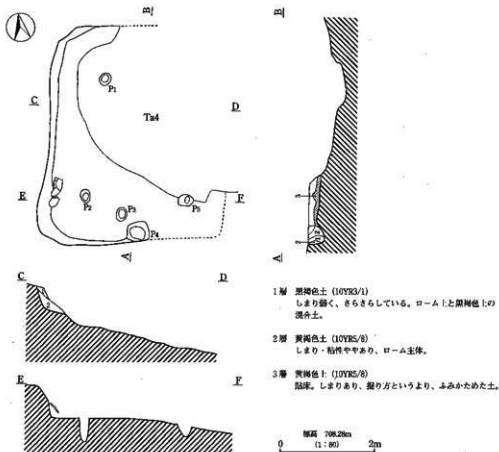 B
P1
C
Ta4
D
E
P2
P3
P5
F
P4
A
B
3
2
A
C
D
2
E
F
1層 黒褐色土 (10YR3/1)
しまり弱く、さらさらしている。ローム土と黒褐色土の
混合土。
2層 黄褐色土 (10YR5/8)
しまり・粘性ややあり、ローム主体。
3層 黄褐色土 (10YR5/8)
貼床。しまりあり、掘り方というより、ふみかためた土。
標高 708.28m
0 (1:80) 2m